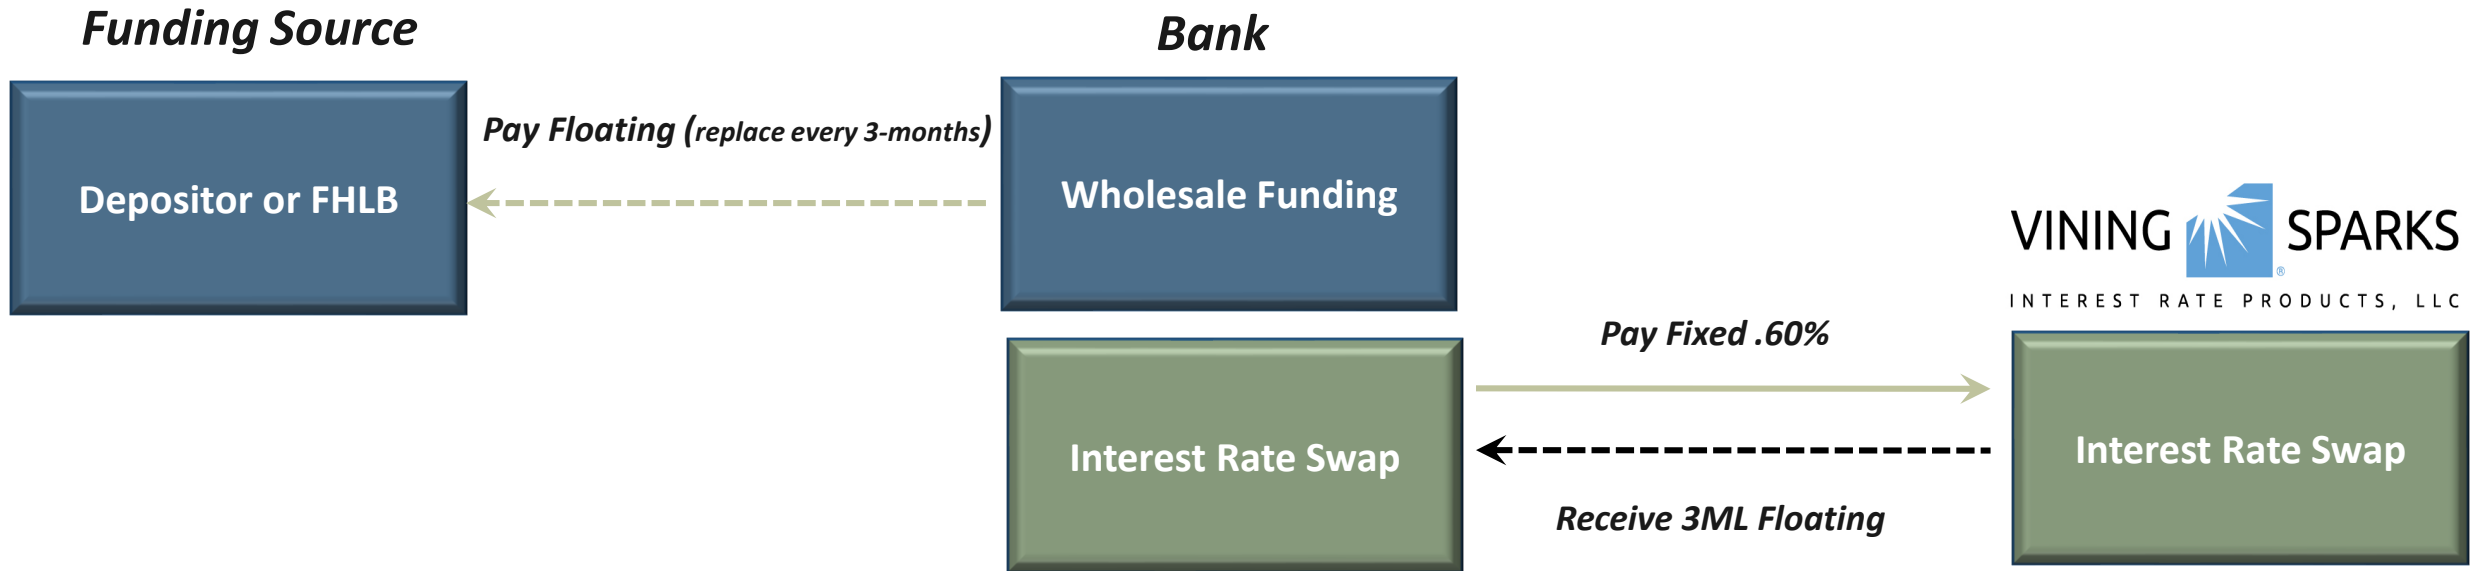 Funding Source
Bank
Pay Floating (replace every 3-months)
Depositor or FHLB
Wholesale Funding
VINING SPARKS
®
INTEREST RATE PRODUCTS, LLC
Pay Fixed .60%
Interest Rate Swap
Interest Rate Swap
Receive 3ML Floating